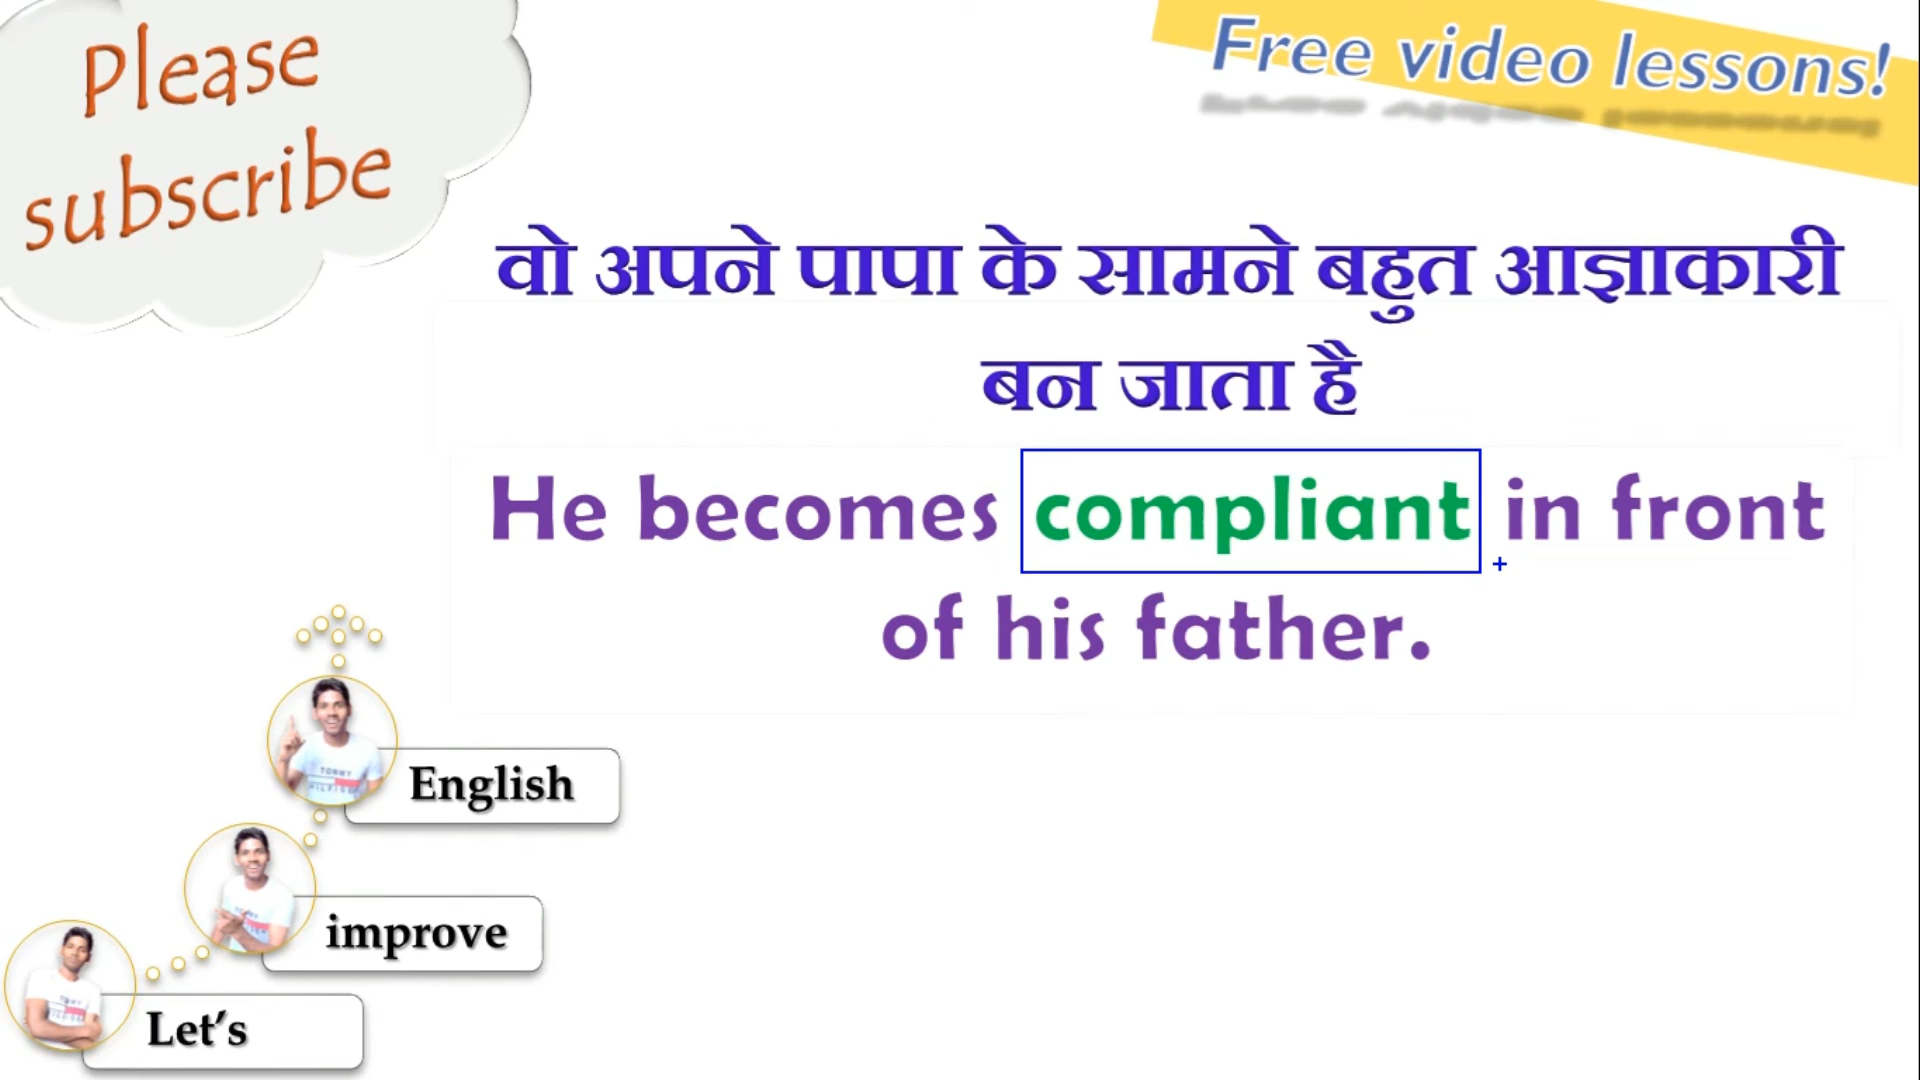 Please
subscribe
Free video lessons!
वो अपने पापा के सामने बहुत आज्ञाकारी
बन जाता है
He becomes compliant in front
of his father.
English
improve
Let's